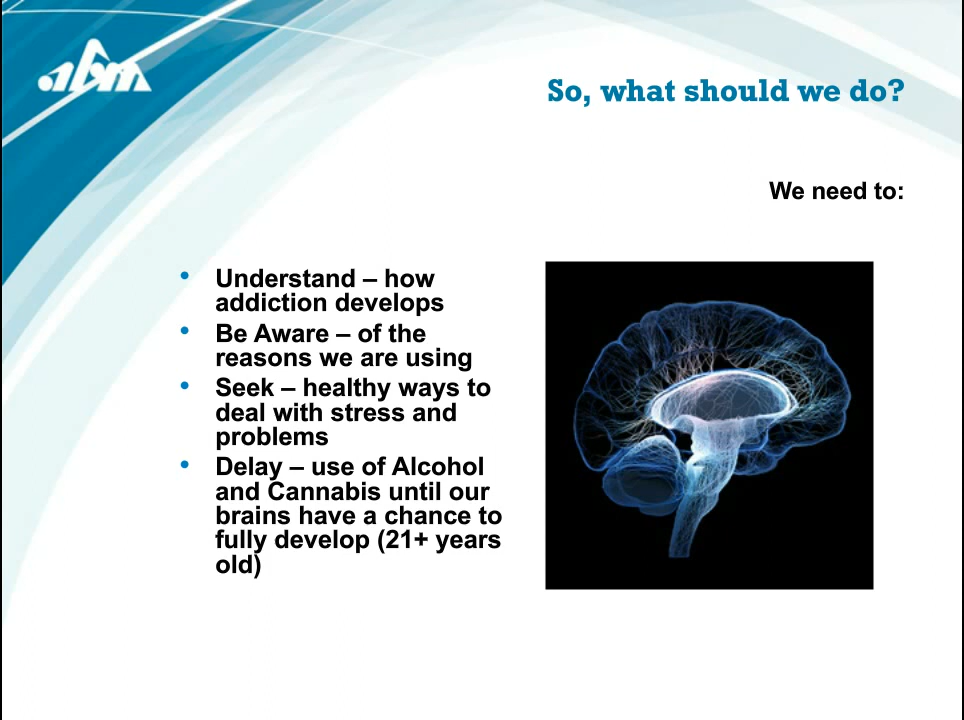 abm
So, what should we do?
We need to:
• Understand – how
addiction develops
• Be Aware – of the
reasons we are using
• Seek – healthy ways to
deal with stress and
problems
• Delay – use of Alcohol
and Cannabis until our
brains have a chance to
fully develop (21+ years
old)